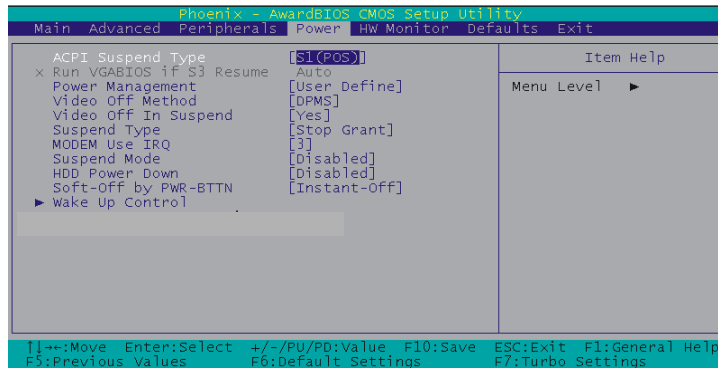 Phoenix - AwardBIOS CMOS Setup Utility
Main Advanced Peripherals Power HW Monitor Defaults Exit
ACPI Suspend Type [S1(POS)]
x Run VGABIOS if S3 Resume Auto
Power Management [User Define]
Video Off Method [DPMS]
Video Off In Suspend [Yes]
Suspend Type [Stop Grant]
MODEM Use IRQ [3]
Suspend Mode [Disabled]
HDD Power Down [Disabled]
Soft-Off by PWR-BTTN [Instant-Off]
► Wake Up Control
Item Help
Menu Level ►
↑↓→←:Move Enter:Select +/-/PU/PD:Value F10:Save ESC:Exit F1:General Help
F5:Previous Values F6:Default Settings F7:Turbo Settings